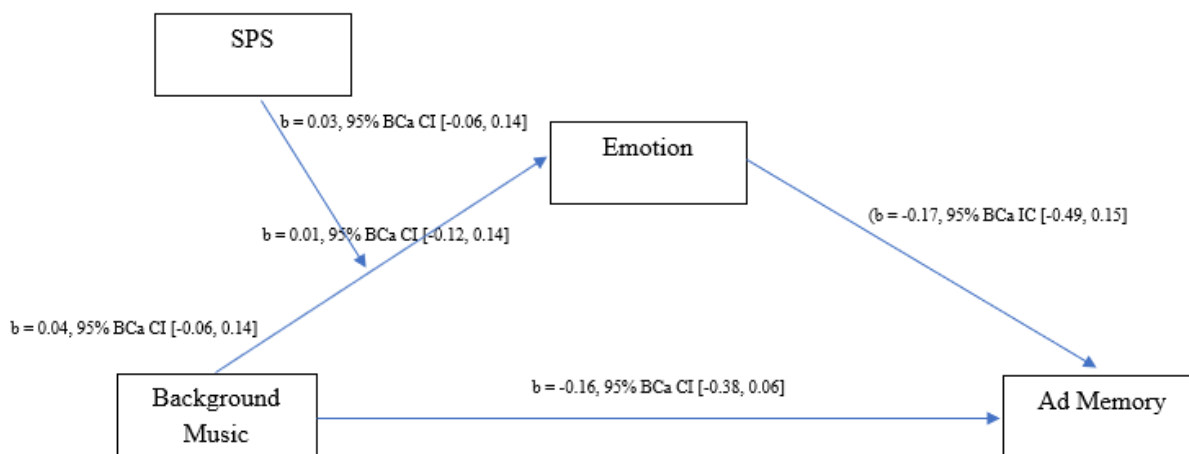 SPS
b = 0.03, 95% BCa CI [-0.06, 0.14]
Emotion
(b = -0.17, 95% BCa IC [-0.49, 0.15]
b = 0.01, 95% BCa CI [-0.12, 0.14]
b = 0.04, 95% BCa CI [-0.06, 0.14]
b = -0.16, 95% BCa CI [-0.38, 0.06]
Background
Music
Ad Memory